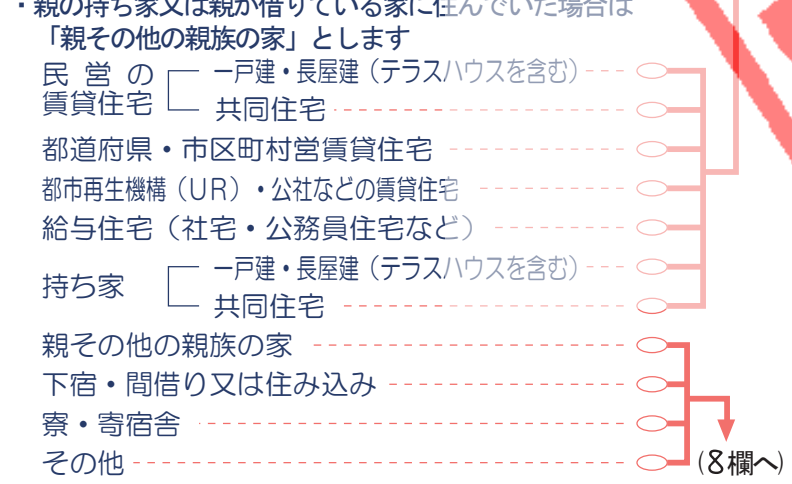 ・親の持ち家又は親が借りている家に住んでいた場合は
「親その他の親族の家」とします
民営の 一戸建・長屋建（テラスハウスを含む）
賃貸住宅 共同住宅
都道府県・市区町村営賃貸住宅
都市再生機構（UR）・公社などの賃貸住宅
給与住宅（社宅・公務員住宅など）
持ち家 一戸建・長屋建（テラスハウスを含む）
共同住宅
親その他の親族の家
下宿・間借り又は住み込み
寮・寄宿舎
その他 (8欄へ)